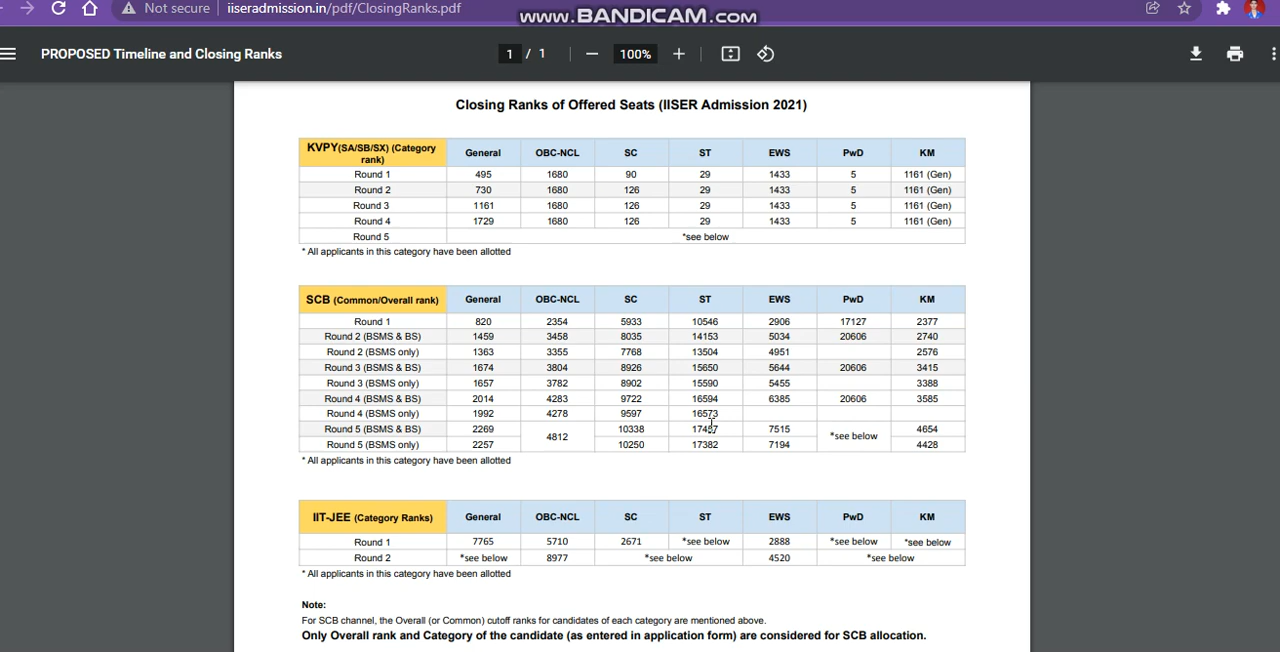 Not secure iiseradmission.in/pdf/ClosingRanks.pdf
www.BANDICAM.com
PROPOSED Timeline and Closing Ranks 1 / 1 100%
Closing Ranks of Offered Seats (IISER Admission 2021)
KVPY(SA/SB/SX) (Category rank) General OBC-NCL SC ST EWS PwD KM
Round 1 495 1680 90 29 1433 5 1161 (Gen)
Round 2 730 1680 126 29 1433 5 1161 (Gen)
Round 3 1161 1680 126 29 1433 5 1161 (Gen)
Round 4 1729 1680 126 29 1433 5 1161 (Gen)
Round 5 *see below
* All applicants in this category have been allotted
SCB (Common/Overall rank) General OBC-NCL SC ST EWS PwD KM
Round 1 820 2354 5933 10546 2906 17127 2377
Round 2 (BSMS & BS) 1459 3458 8035 14153 5034 20606 2740
Round 2 (BSMS only) 1363 3355 7768 13504 4951 2576
Round 3 (BSMS & BS) 1674 3804 8926 15650 5644 20606 3415
Round 3 (BSMS only) 1657 3782 8902 15590 5455 3388
Round 4 (BSMS & BS) 2014 4283 9722 16594 6385 20606 3585
Round 4 (BSMS only) 1992 4278 9597 16573
Round 5 (BSMS & BS) 2269 4812 10338 7515 *see below 4654
Round 5 (BSMS only) 2257 10250 17382 7194 4428
* All applicants in this category have been allotted
IIT-JEE (Category Ranks) General OBC-NCL SC ST EWS PwD KM
Round 1 7765 5710 2671 *see below 2888 *see below *see below
Round 2 *see below 8977 *see below 4520 *see below
* All applicants in this category have been allotted
Note:
For SCB channel, the Overall (or Common) cutoff ranks for candidates of each category are mentioned above.
Only Overall rank and Category of the candidate (as entered in application form) are considered for SCB allocation.